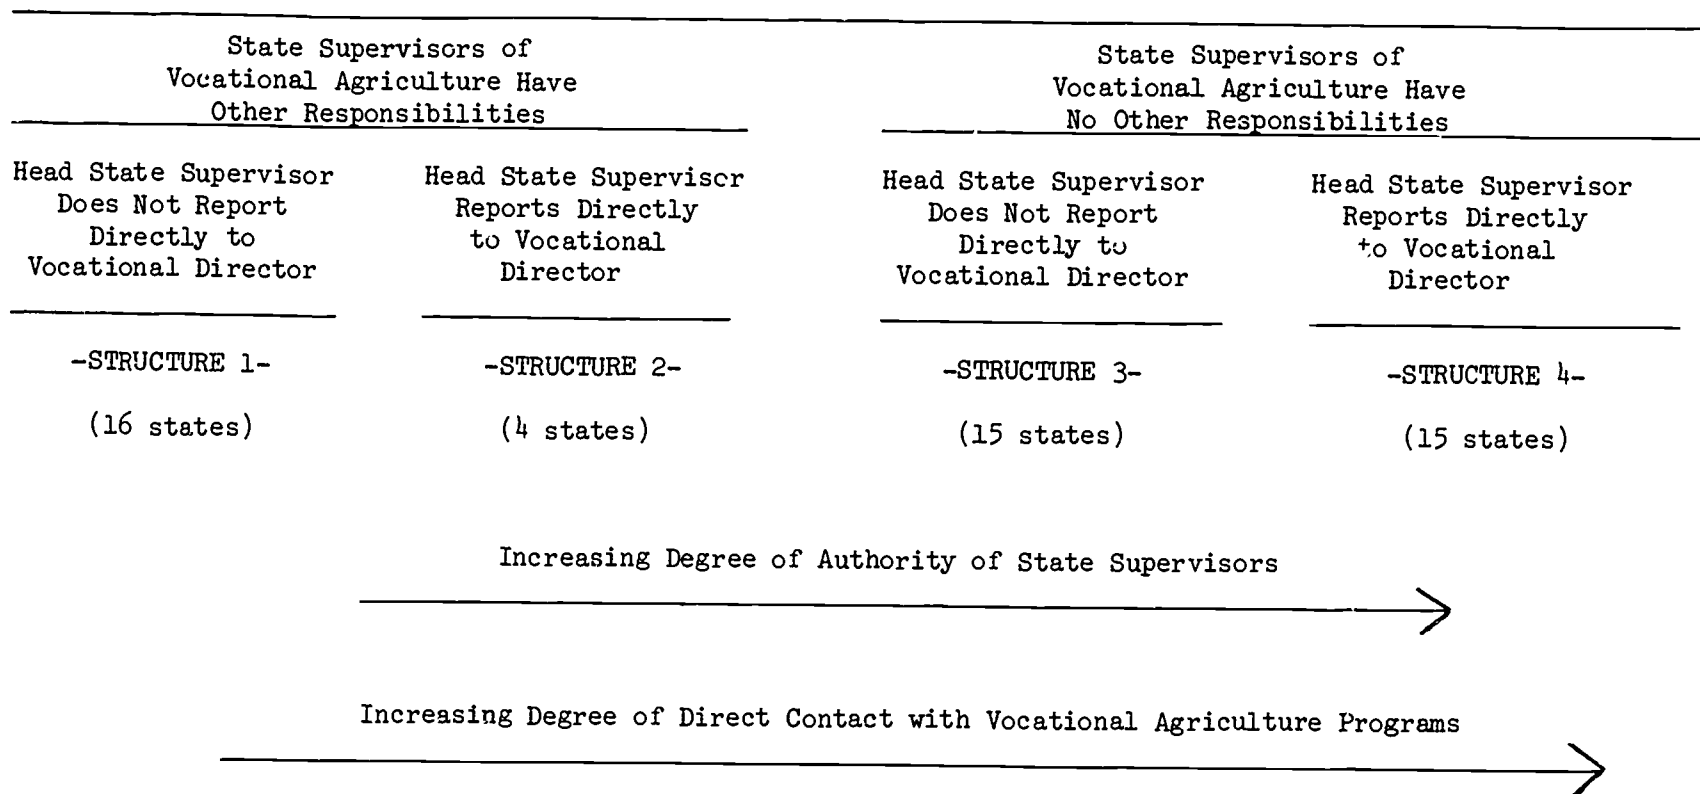 State Supervisors of
Vocational Agriculture Have
Other Responsibilities
State Supervisors of
Vocational Agriculture Have
No Other Responsibilities
Head State Supervisor
Does Not Report
Directly to
Vocational Director
Head State Supervisor
Reports Directly
to Vocational
Director
Head State Supervisor
Does Not Report
Directly to
Vocational Director
Head State Supervisor
Reports Directly
to Vocational
Director
-STRUCTURE 1-
-STRUCTURE 2-
-STRUCTURE 3-
-STRUCTURE 4-
(16 states)
(4 states)
(15 states)
(15 states)
Increasing Degree of Authority of State Supervisors
Increasing Degree of Direct Contact with Vocational Agriculture Programs